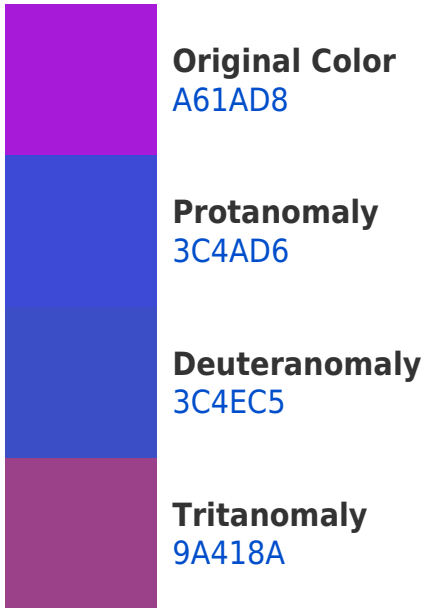 Original Color
A61AD8
Protanomaly
3C4AD6
Deuteranomaly
3C4EC5
Tritanomaly
9A418A